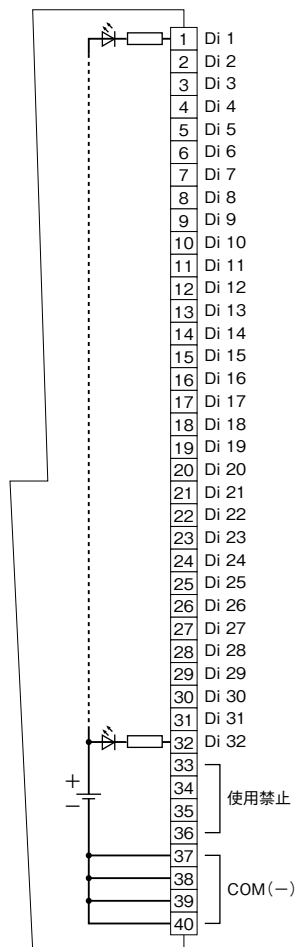 1 Di 1
2 Di 2
3 Di 3
4 Di 4
5 Di 5
6 Di 6
7 Di 7
8 Di 8
9 Di 9
10 Di 10
11 Di 11
12 Di 12
13 Di 13
14 Di 14
15 Di 15
16 Di 16
17 Di 17
18 Di 18
19 Di 19
20 Di 20
21 Di 21
22 Di 22
23 Di 23
24 Di 24
25 Di 25
26 Di 26
27 Di 27
28 Di 28
29 Di 29
30 Di 30
31 Di 31
32 Di 32
33
34
35
36
使用禁止
+
−
37
38
39
40
COM(−)